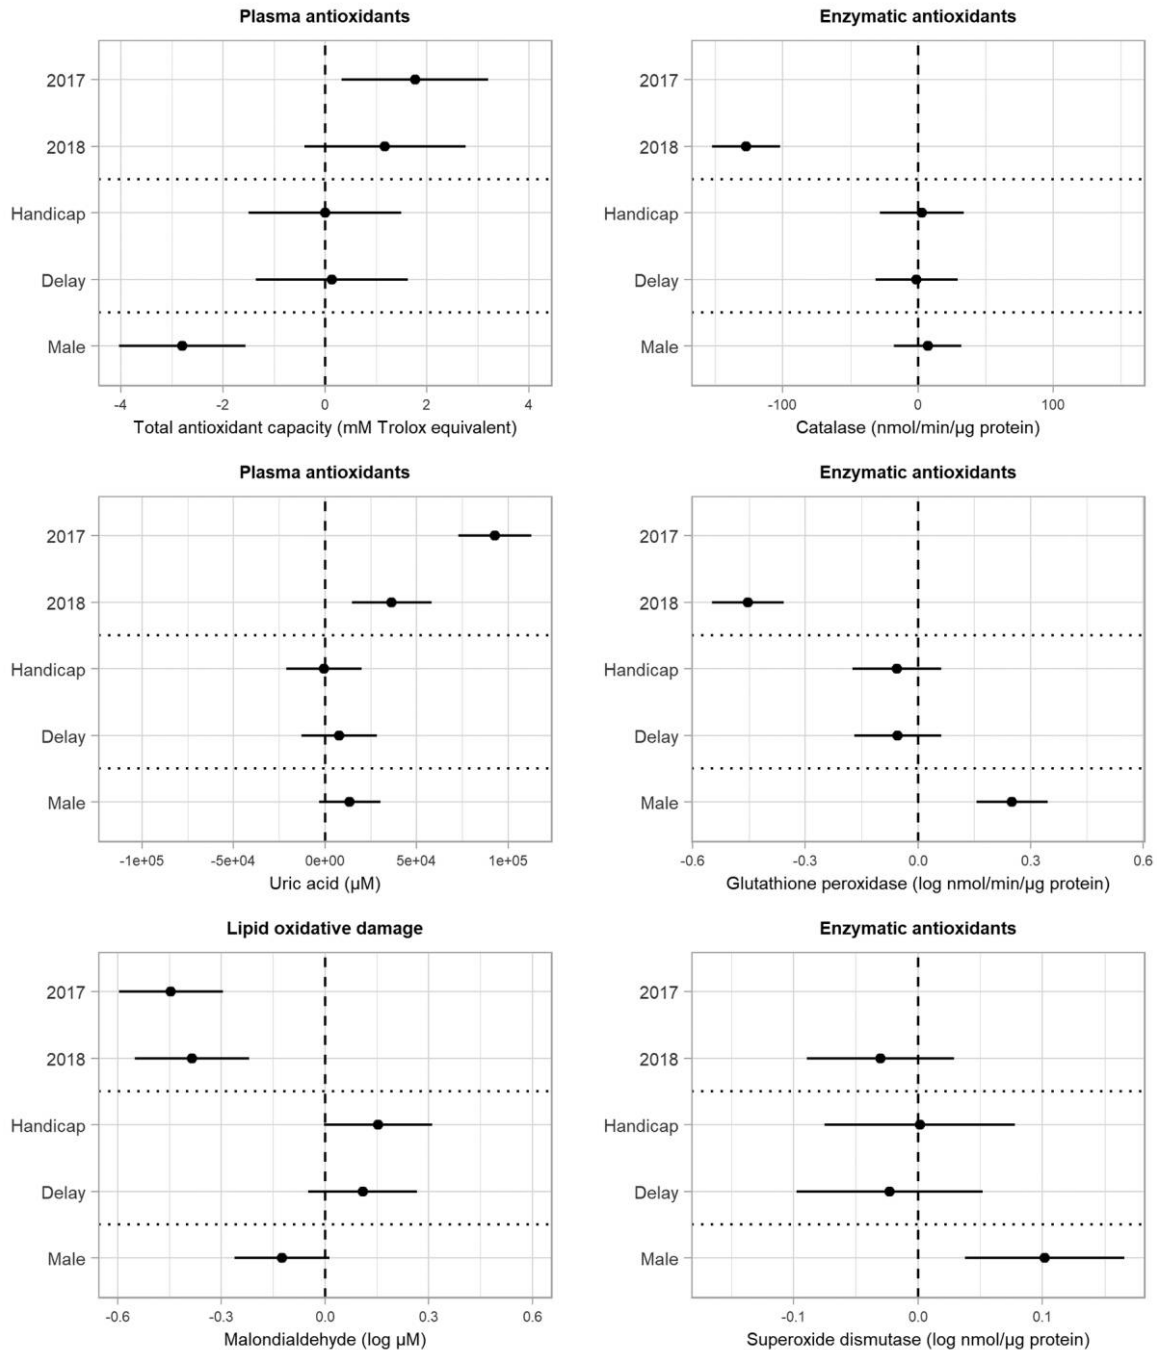 Plasma antioxidants
2017
2018
Handicap
Delay
Male
-4 -2 0 2 4
Total antioxidant capacity (mM Trolox equivalent)
Enzymatic antioxidants
2017
2018
Handicap
Delay
Male
-100 0 100
Catalase (nmol/min/µg protein)
Plasma antioxidants
2017
2018
Handicap
Delay
Male
-1e+05 -5e+04 0e+00 5e+04 1e+05
Uric acid (µM)
Enzymatic antioxidants
2017
2018
Handicap
Delay
Male
-0.6 -0.3 0.0 0.3 0.6
Glutathione peroxidase (log nmol/min/µg protein)
Lipid oxidative damage
2017
2018
Handicap
Delay
Male
-0.6 -0.3 0.0 0.3 0.6
Malondialdehyde (log µM)
Enzymatic antioxidants
2017
2018
Handicap
Delay
Male
-0.1 0.0 0.1
Superoxide dismutase (log nmol/µg protein)